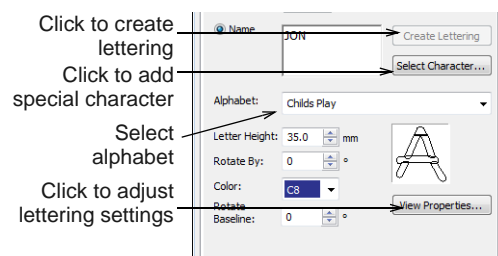 Click to create
lettering
Click to add
special character
Select
alphabet
Click to adjust
lettering settings
Name
JON
Create Lettering
Select Character...
Alphabet:
Childs Play
Letter Height:
35.0
mm
Rotate By:
0
°
Color:
C8
Rotate
Baseline:
0
°
A
View Properties...